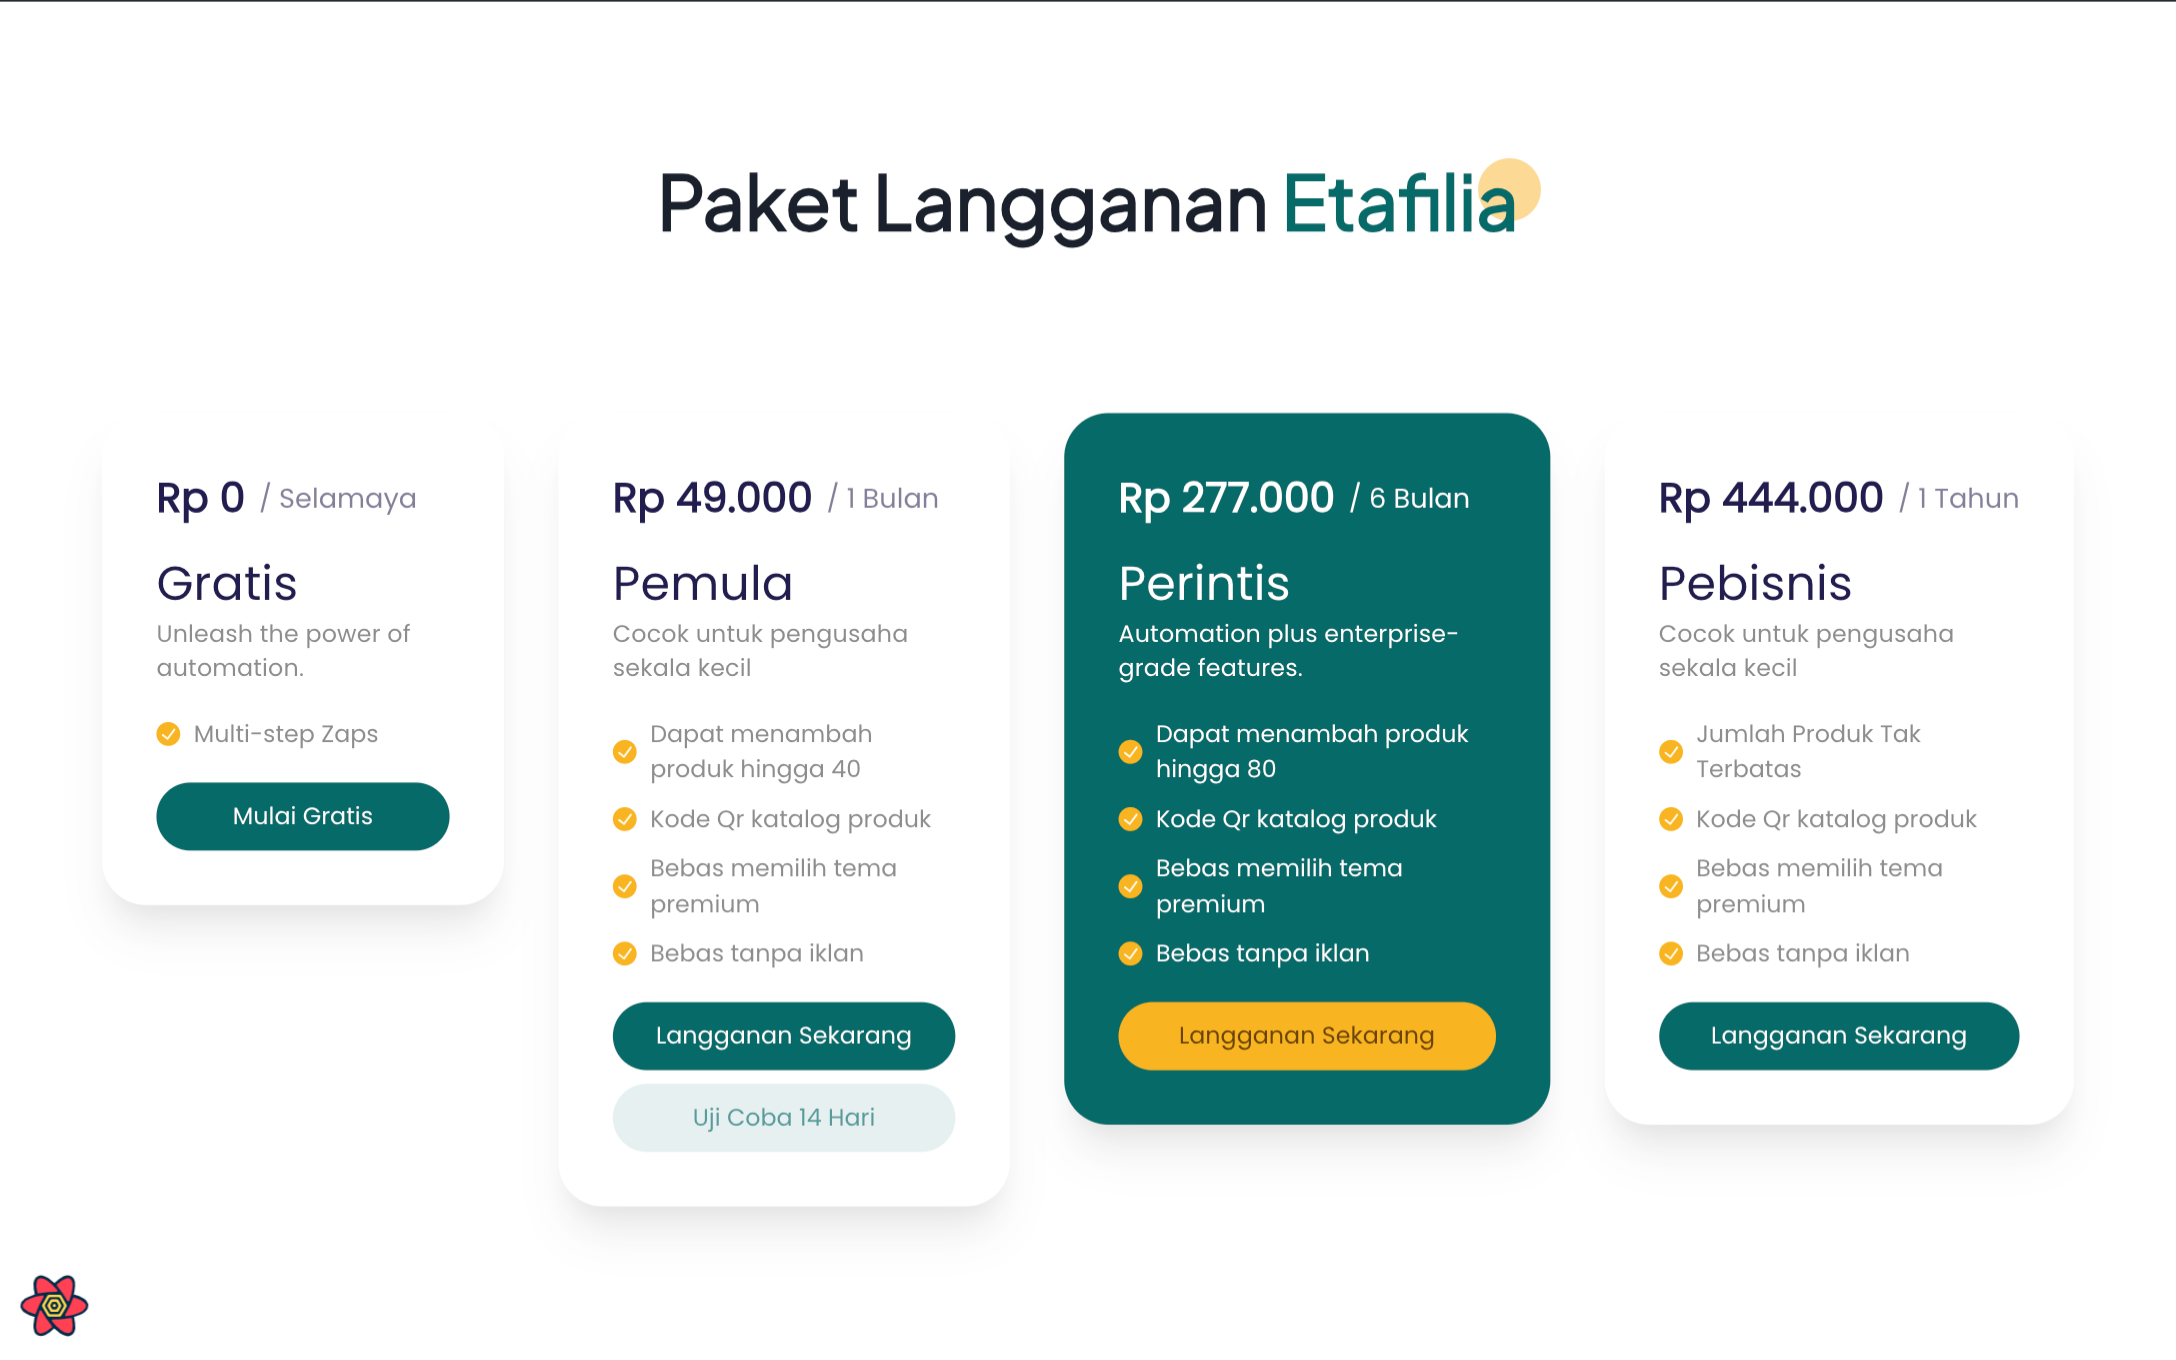 Paket Langganan Etafilia
Rp 0 / Selamaya
Gratis
Unleash the power of
automation.
Multi-step Zaps
Mulai Gratis
Rp 49.000 / 1 Bulan
Pemula
Cocok untuk pengusaha
sekala kecil
Dapat menambah
produk hingga 40
Kode Qr katalog produk
Bebas memilih tema
premium
Bebas tanpa iklan
Langganan Sekarang
Uji Coba 14 Hari
Rp 277.000 / 6 Bulan
Perintis
Automation plus enterprise-
grade features.
Dapat menambah produk
hingga 80
Kode Qr katalog produk
Bebas memilih tema
premium
Bebas tanpa iklan
Langganan Sekarang
Rp 444.000 / 1 Tahun
Pebisnis
Cocok untuk pengusaha
sekala kecil
Jumlah Produk Tak
Terbatas
Kode Qr katalog produk
Bebas memilih tema
premium
Bebas tanpa iklan
Langganan Sekarang